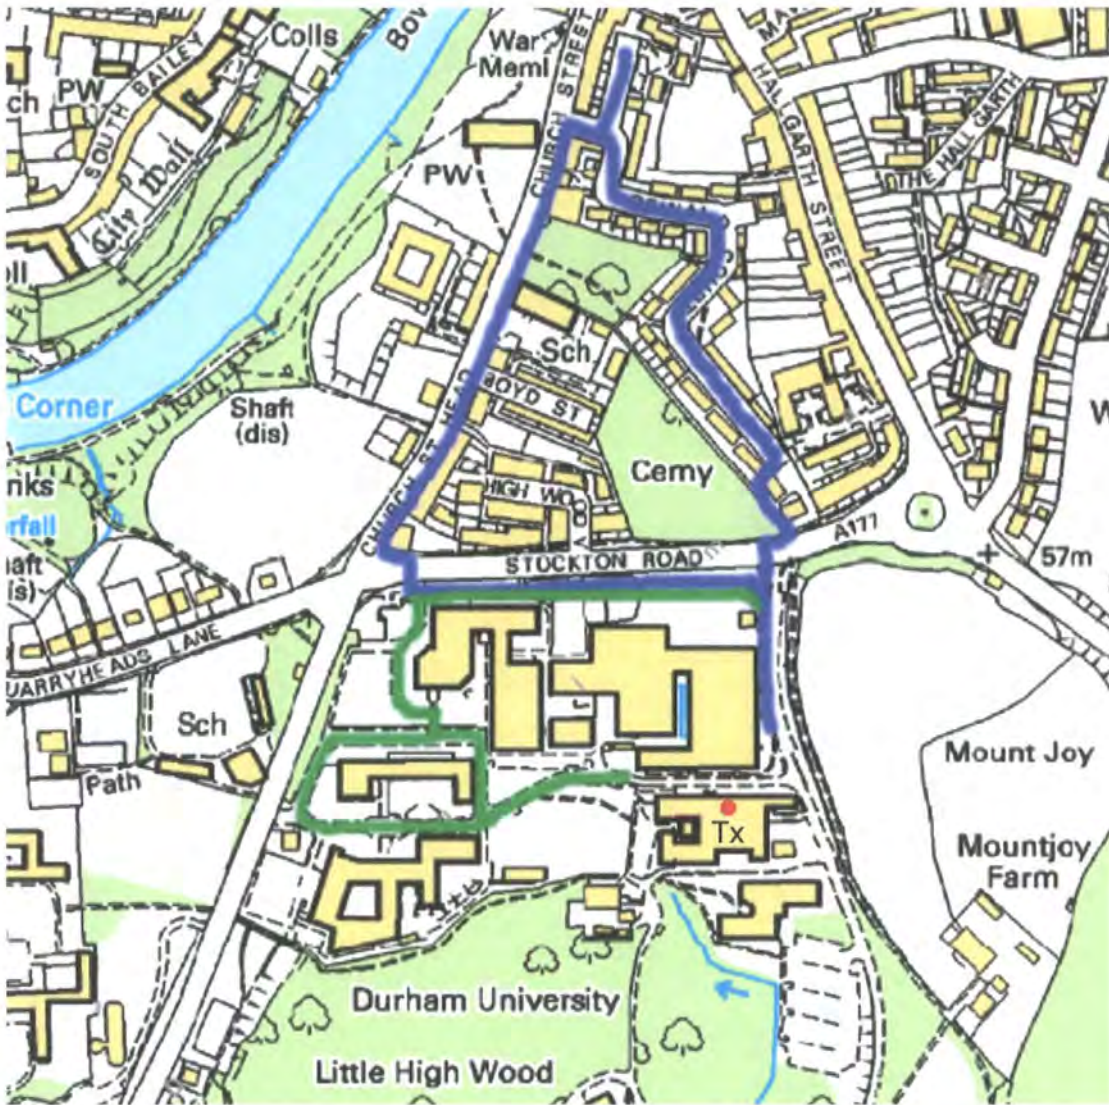 Colls
War
Meml
STREET
CHURCH
SOUTH BAILEY
PW
ch
City Wall
PW
HALLGARTH STREET
THE HALL GARTH
oll
Sch
BOYD ST
Corner
Shaft
(dis)
CHURCH ST HEAD
Cemy
HIGH WOOD
rfall
STOCKTON ROAD
A177
57m
QUARRYHEADS LANE
Sch
Path
Mount Joy
Tx
Mountjoy
Farm
Durham University
Little High Wood